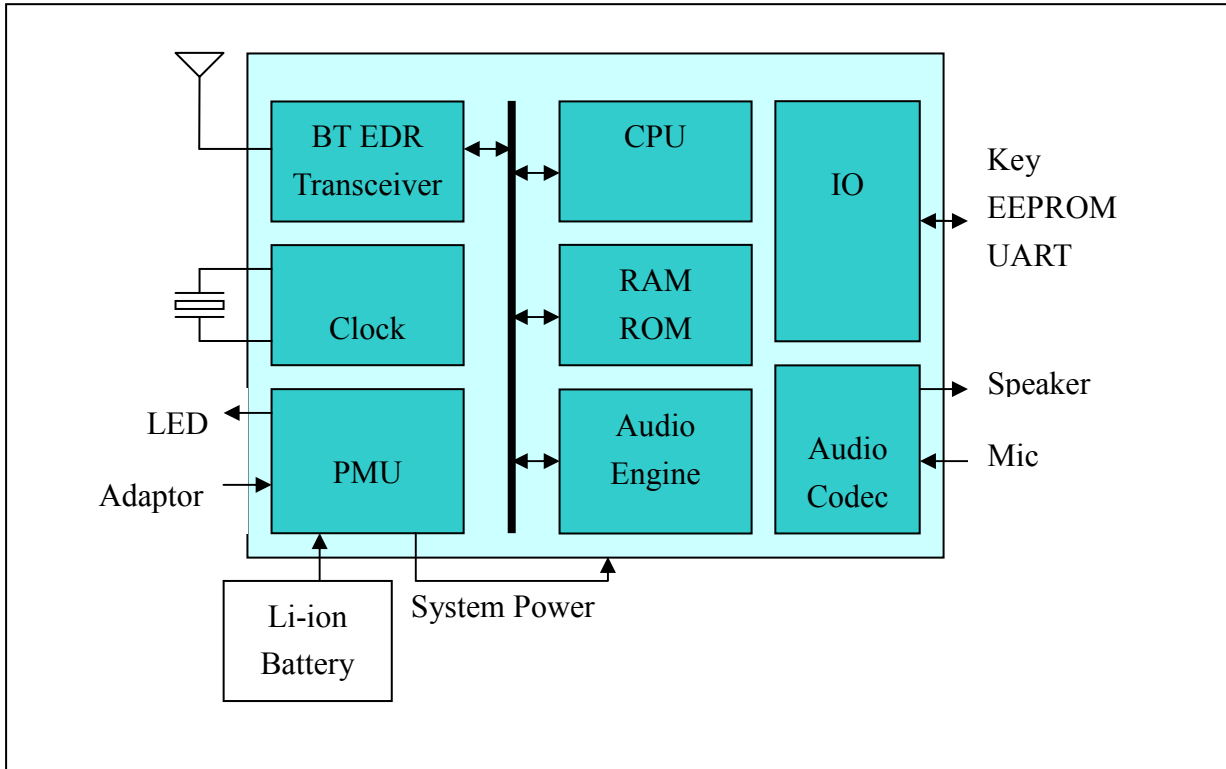 BT EDR
Transceiver
CPU
IO
Key
EEPROM
UART
Clock
RAM
ROM
LED
Adaptor
PMU
Audio
Engine
Audio
Codec
Speaker
Mic
Li-ion
Battery
System Power